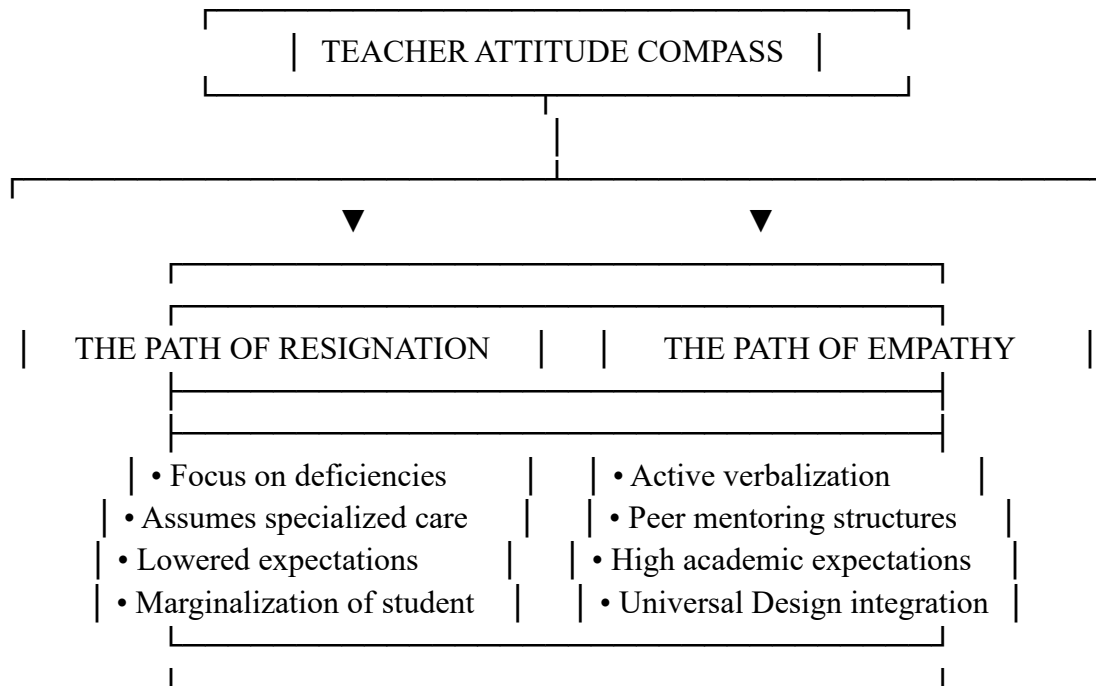 TEACHER ATTITUDE COMPASS
THE PATH OF RESIGNATION
• Focus on deficiencies
• Assumes specialized care
• Lowered expectations
• Marginalization of student
THE PATH OF EMPATHY
• Active verbalization
• Peer mentoring structures
• High academic expectations
• Universal Design integration